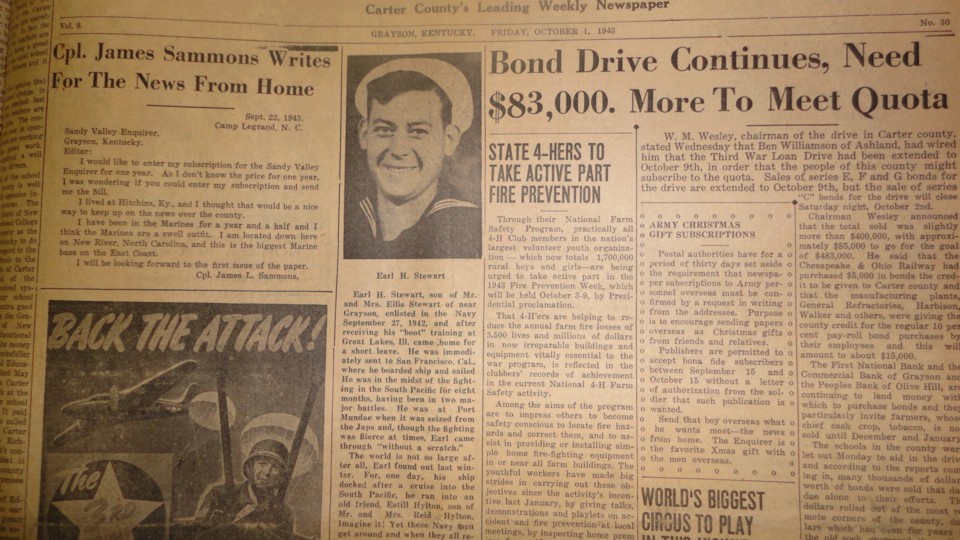 Carter County's Leading Weekly Newspaper
Vol. 8.
GRAYSON, KENTUCKY. FRIDAY, OCTOBER 1, 1943
No. 30
Cpl. James Sammons Writes
For The News From Home
Sept. 22, 1943.
Camp Legrand, N. C.
Sandy Valley Enquirer,
Grayson, Kentucky.
Editor:
I would like to enter my subscription for the Sandy Valley
Enquirer for one year. As I don't know the price for one year,
I was wondering if you could enter my subscription and send
me the bill.
I lived at Hitchins, Ky., and I thought that would be a nice
way to keep up on the news over the county.
I have been in the Marines for a year and a half and I
think the Marines are a swell outfit. I am located down here
on New River, North Carolina, and this is the biggest Marine
base on the East Coast.
I will be looking forward to the first issue of the paper.
Cpl. James L. Sammons,
BACK THE ATTACK!
The
3RD
Earl H. Stewart
Earl H. Stewart, son of Mr.
and Mrs. Ellis Stewart of near
Grayson, enlisted in the Navy
September 27, 1942, and after
receiving his "boot" training at
Great Lakes, Ill. came home for
a short leave. He was immedi-
ately sent to San Francisco, Cal.,
where he boarded ship and sailed
He was in the midst of the fight-
ing in the South Pacific for eight
months, having been in two ma-
jor battles. He was at Port
Mundae when it was seized from
the Japs and, though the fighting
was fierce at times, Earl came
through "without a scratch."
The world is not so large af-
ter all, Earl found out last win-
ter. For, one day, his ship
docked after a cruise into the
South Pacific, he ran into an
old friend, Estill Hylton, son of
Mr. and Mrs. Reid Hylton.
Imagine it! Yet these Navy men
get around and when they all re-
Bond Drive Continues, Need
$83,000. More To Meet Quota
STATE 4-HERS TO
TAKE ACTIVE PART
FIRE PREVENTION
Through their National Farm
Safety Program, practically all
4-H Club members in the nation's
largest volunteer youth organiza-
tion — which now totals 1,700,000
rural boys and girls—are being
urged to take active part in the
1943 Fire Prevention Week, which
will be held October 3-9, by Presi-
dential proclamation.
That 4-H'ers are helping to re-
duce the annual farm fire losses of
3,500 lives and millions of dollars
in now irreparable buildings and
equipment vitally essential to the
war program, is reflected in the
clubbers' records of achievement
in the current National 4-H Farm
Safety activity.
Among the aims of the program
are to impress others to become
safety conscious to locate fire haz-
ards and correct them, and to as-
sist in providing or installing sim-
ple home fire-fighting equipment
in or near all farm buildings. The
youthful workers have made big
strides in carrying out these ob-
jectives since the activity's incen-
tive last January, by giving talks,
demonstrations and playlets on ac-
cident and fire prevention at local
meetings, by inspecting home prem
W. M. Wesley, chairman of the drive in Carter county,
stated Wednesday that Ben Williamson of Ashland, had wired
him that the Third War Loan Drive had been extended to
October 9th, in order that the people of this county might
subscribe to the quota. Sales of series E, F and G bonds for
the drive are extended to October 9th, but the sale of series
"C" bonds for the drive will close
Saturday night. October 2nd.
ARMY CHRISTMAS
GIFT SUBSCRIPTIONS
Postal authorities have for a
period of thirty days set aside
the requirement that newspa-
per subscriptions to Army per-
sonnel overseas must be con-
firmed by a request in writing
from the addressee. Purpose
is to encourage sending papers
overseas as Christmas gifts
from friends and relatives.
Publishers are permitted to
accept bona fide subscribers
between September 15 and
October 15 without a letter
of authorization from the sol-
dier that such publication is
wanted.
Send that boy overseas what
he wants most—the news
from home. The Enquirer is
the favorite Xmas gift with
the men overseas.
WORLD'S BIGGEST
CIRCUS TO PLAY
Chairman Wesley announced
that the total sold was slightly
more than $400,000, with approxi-
mately $85,000 to go for the goal
of $483,000. He said that the
Chesapeake & Ohio Railway had
purchased $5,000 in bonds the cred-
it to be given to Carter county and
that the manufacturing plants,
General Refractories, Harbison,
Walker and others, were giving the
county credit for the regular 10 per
cent pay-roll bond purchases by
their employees and this will
amount to about $15,000.
The First National Bank and the
Commercial Bank of Grayson and
the Peoples Bank of Olive Hill, are
continuing to lend money with
which to purchase bonds and they
particularly invite farmers, whose
chief cash crop, tobacco, is not
sold until December and January
The schools in the county were
let out Monday to aid in the drive
and according to the reports com
ing in, many thousands of dollars
worth of bonds were sold that da
due alone to their efforts. Th
dollars rolled out of the most re
mote corners of the county, do